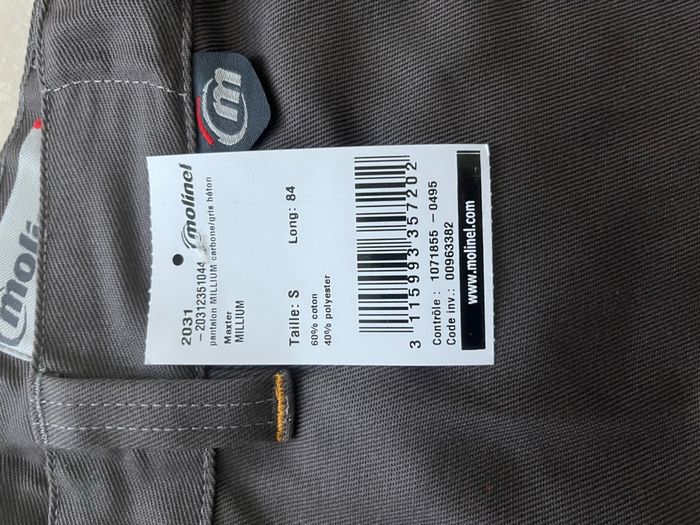 moli
m
molinel
2031
-20312351044
pantalon MILLIUM carbone/gris béton
Maxter
MILLIUM
Taille: S Long: 84
60% coton
40% polyester
3 115993 357202
Contrôle : 1071855 -0495
Code inv.: 00963382
www.molinel.com